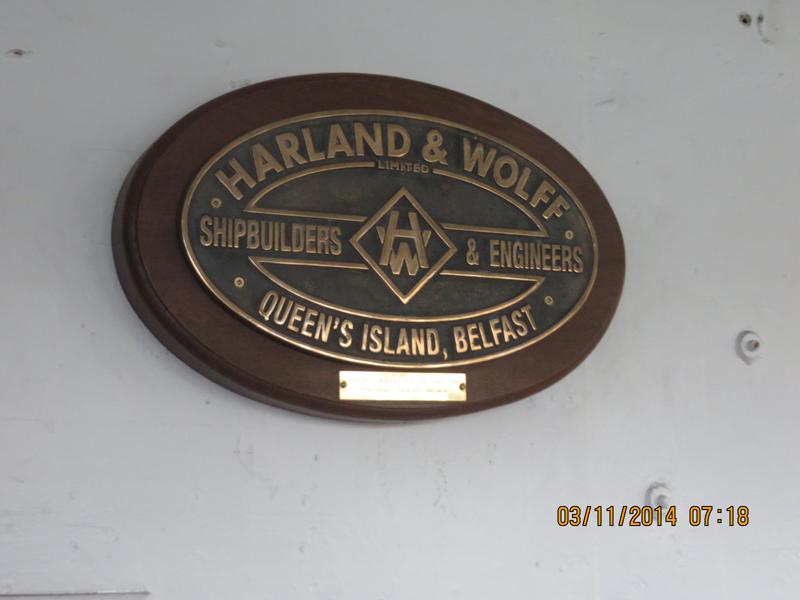 HARLAND & WOLFF
LIMITED
SHIPBUILDERS & ENGINEERS
HW
QUEEN'S ISLAND, BELFAST
03/11/2014 07:18